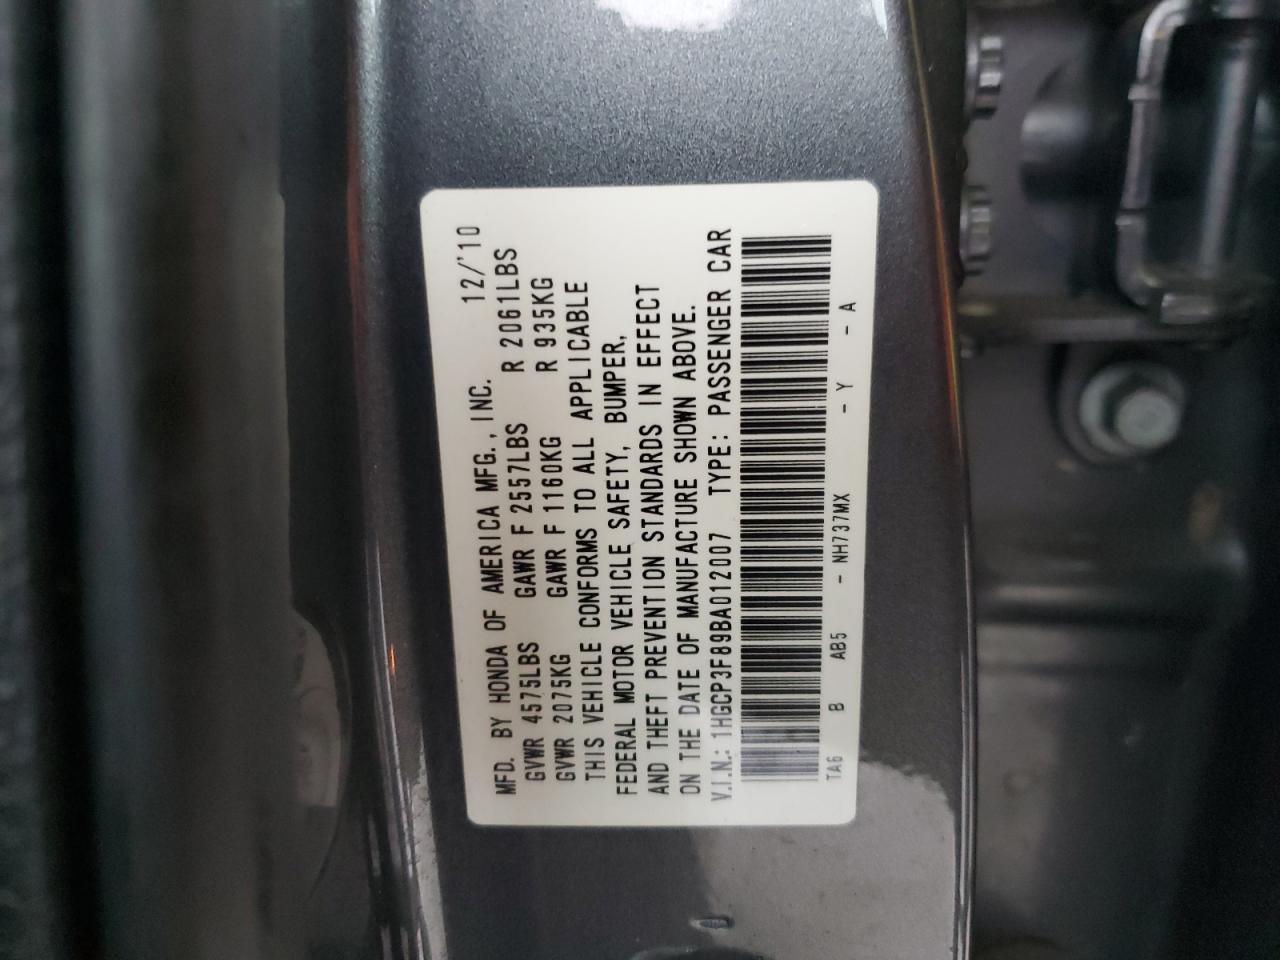 MFD. BY HONDA OF AMERICA MFG., INC. 12/'10
GVWR 4575LBS GAWR F 2557LBS R 2061LBS
GVWR 2075KG GAWR F 1160KG R 935KG
THIS VEHICLE CONFORMS TO ALL APPLICABLE
FEDERAL MOTOR VEHICLE SAFETY, BUMPER,
AND THEFT PREVENTION STANDARDS IN EFFECT
ON THE DATE OF MANUFACTURE SHOWN ABOVE.
V.I.N.: 1HGCP3F89BA012007 TYPE: PASSENGER CAR
TA6 B AB5 - NH737MX - Y - A